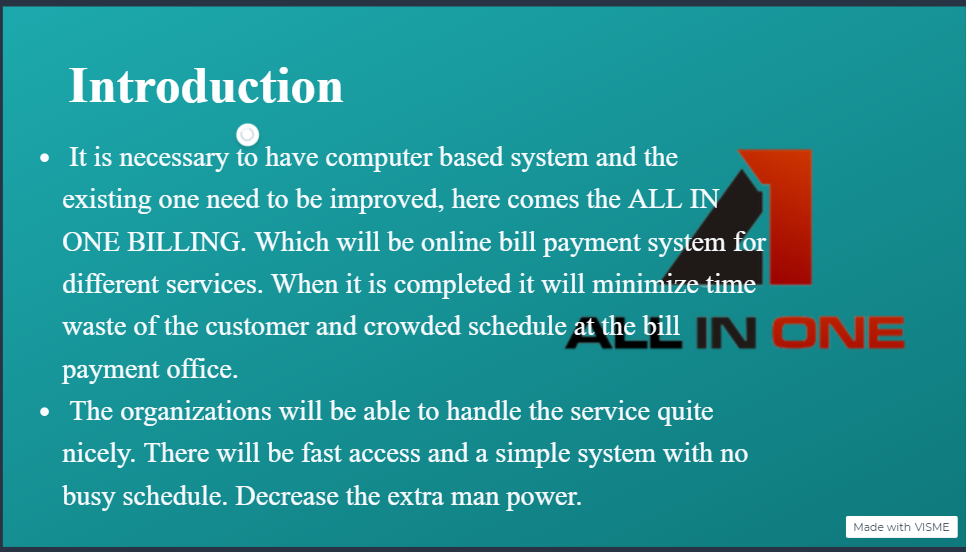 Introduction
• It is necessary to have computer based system and the
existing one need to be improved, here comes the ALL IN
ONE BILLING. Which will be online bill payment system for
different services. When it is completed it will minimize time
waste of the customer and crowded schedule at the bill
payment office.
• The organizations will be able to handle the service quite
nicely. There will be fast access and a simple system with no
busy schedule. Decrease the extra man power.
A1
ALL IN ONE
Made with VISME